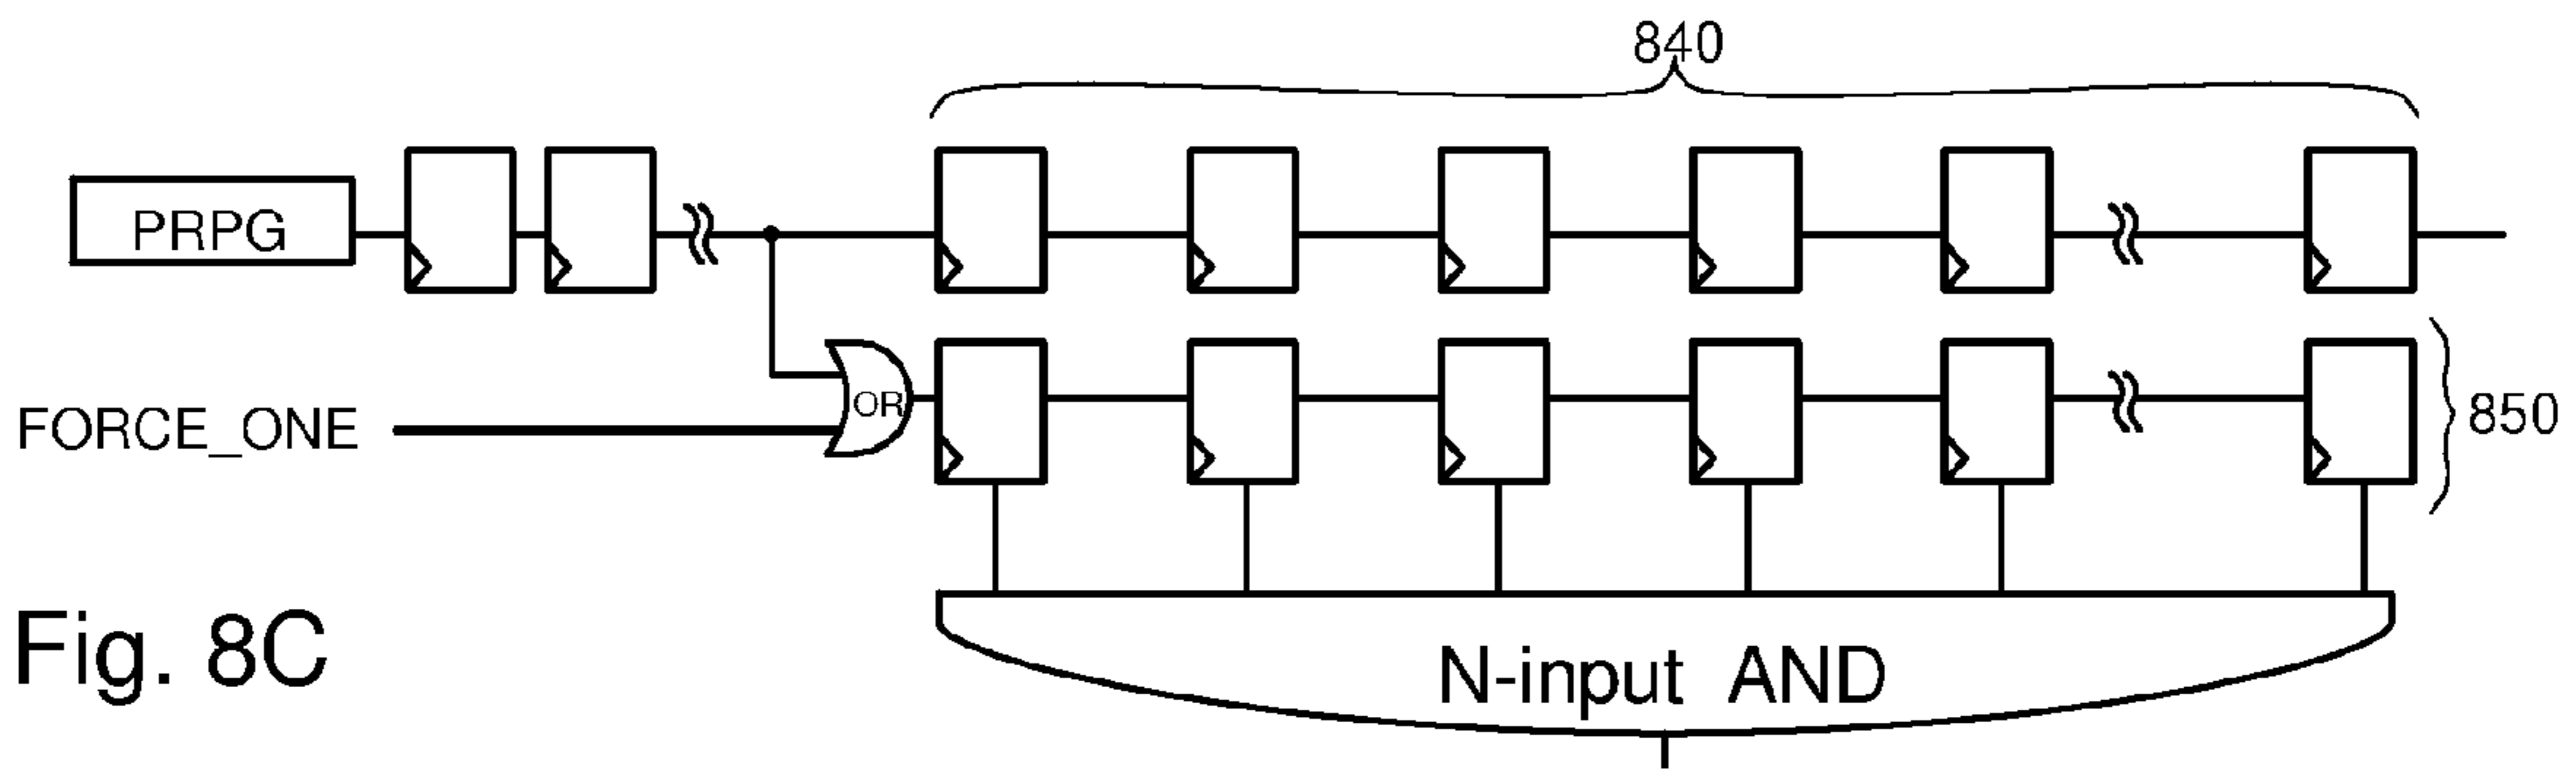 840
PRPG
OR
FORCE_ONE
850
Fig. 8C
N-input AND